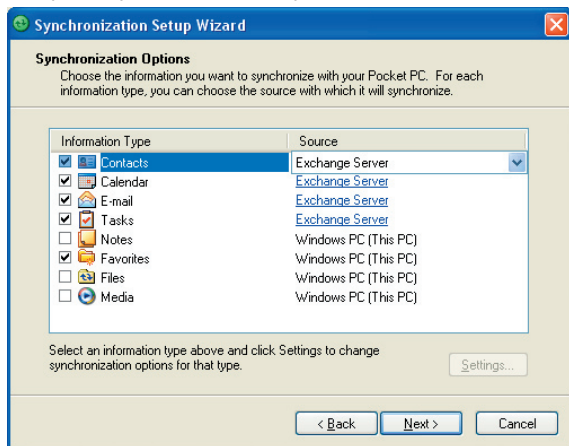 Synchronization Setup Wizard
Synchronization Options
Choose the information you want to synchronize with your Pocket PC. For each
information type, you can choose the source with which it will synchronize.
Information Type Source
Contacts Exchange Server
Calendar Exchange Server
E-mail Exchange Server
Tasks Exchange Server
Notes Windows PC (This PC)
Favorites Windows PC (This PC)
Files Windows PC (This PC)
Media Windows PC (This PC)
Select an information type above and click Settings to change
synchronization options for that type.
Settings...
< Back Next > Cancel